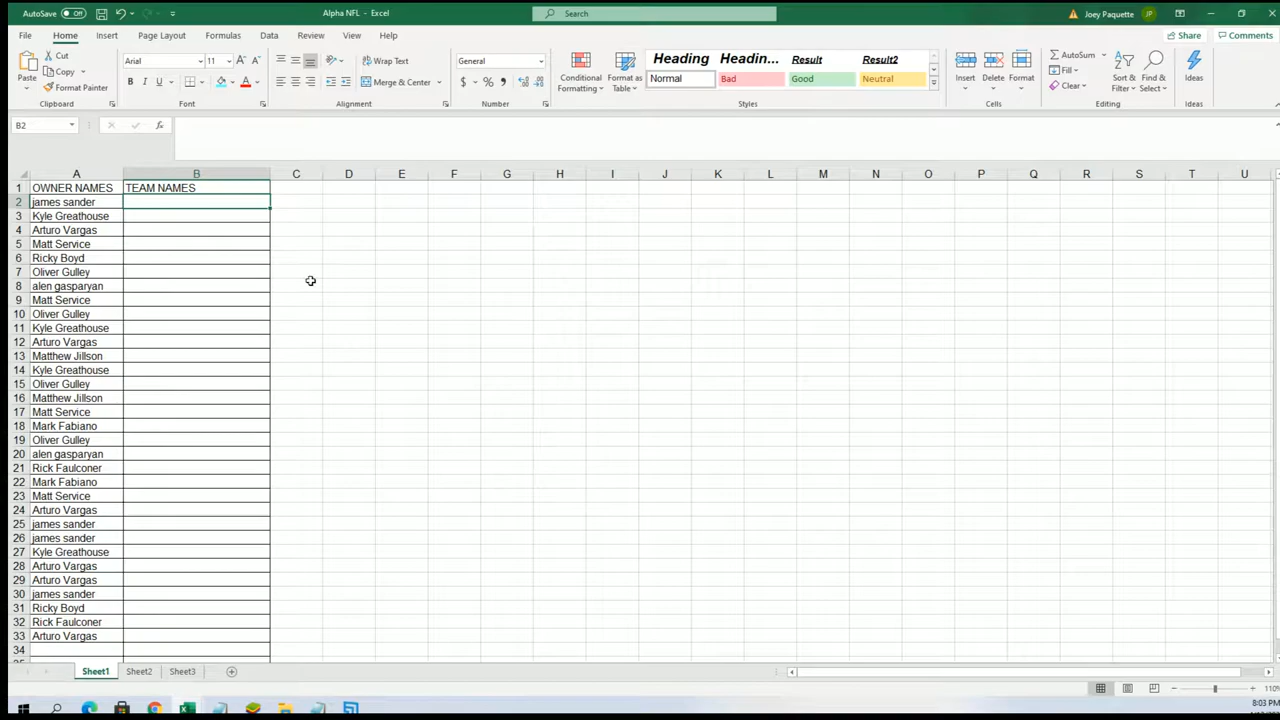 AutoSave Off Alpha NFL - Excel Search Joey Paquette JP
File Home Insert Page Layout Formulas Data Review View Help Share Comments
Paste Cut Copy Format Painter Clipboard
Arial 11 B I U Font
Wrap Text Merge & Center Alignment
General $ % Number
Conditional Formatting Format as Table
Heading Headin... Result Result2
Normal Bad Good Neutral
Styles
Insert Delete Format Cells
AutoSum Fill Clear Sort & Filter Find & Select Editing
Ideas Ideas
B2 fx
A B C D E F G H I J K L M N O P Q R S T U
1 OWNER NAMES TEAM NAMES
2 james sander
3 Kyle Greathouse
4 Arturo Vargas
5 Matt Service
6 Ricky Boyd
7 Oliver Gulley
8 alen gasparyan
9 Matt Service
10 Oliver Gulley
11 Kyle Greathouse
12 Arturo Vargas
13 Matthew Jillson
14 Kyle Greathouse
15 Oliver Gulley
16 Matthew Jillson
17 Matt Service
18 Mark Fabiano
19 Oliver Gulley
20 alen gasparyan
21 Rick Faulconer
22 Mark Fabiano
23 Matt Service
24 Arturo Vargas
25 james sander
26 james sander
27 Kyle Greathouse
28 Arturo Vargas
29 Arturo Vargas
30 james sander
31 Ricky Boyd
32 Rick Faulconer
33 Arturo Vargas
34
Sheet1 Sheet2 Sheet3
110%
8:03 PM